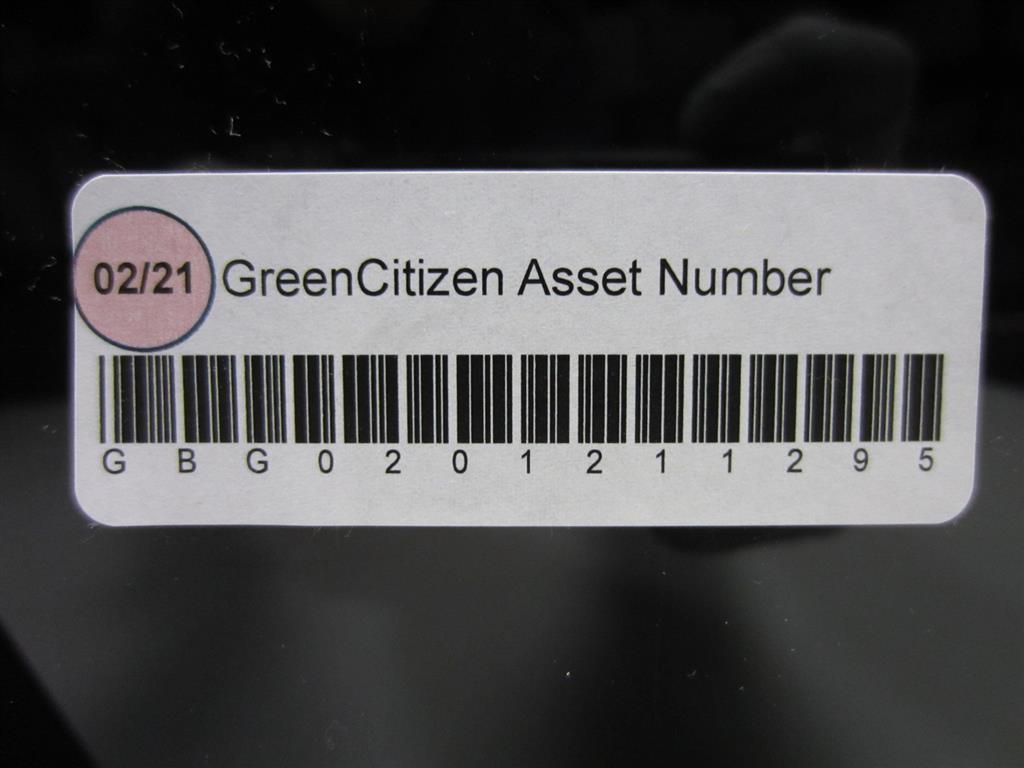 02/21 GreenCitizen Asset Number
G B G 0 2 0 1 2 1 1 2 9 5